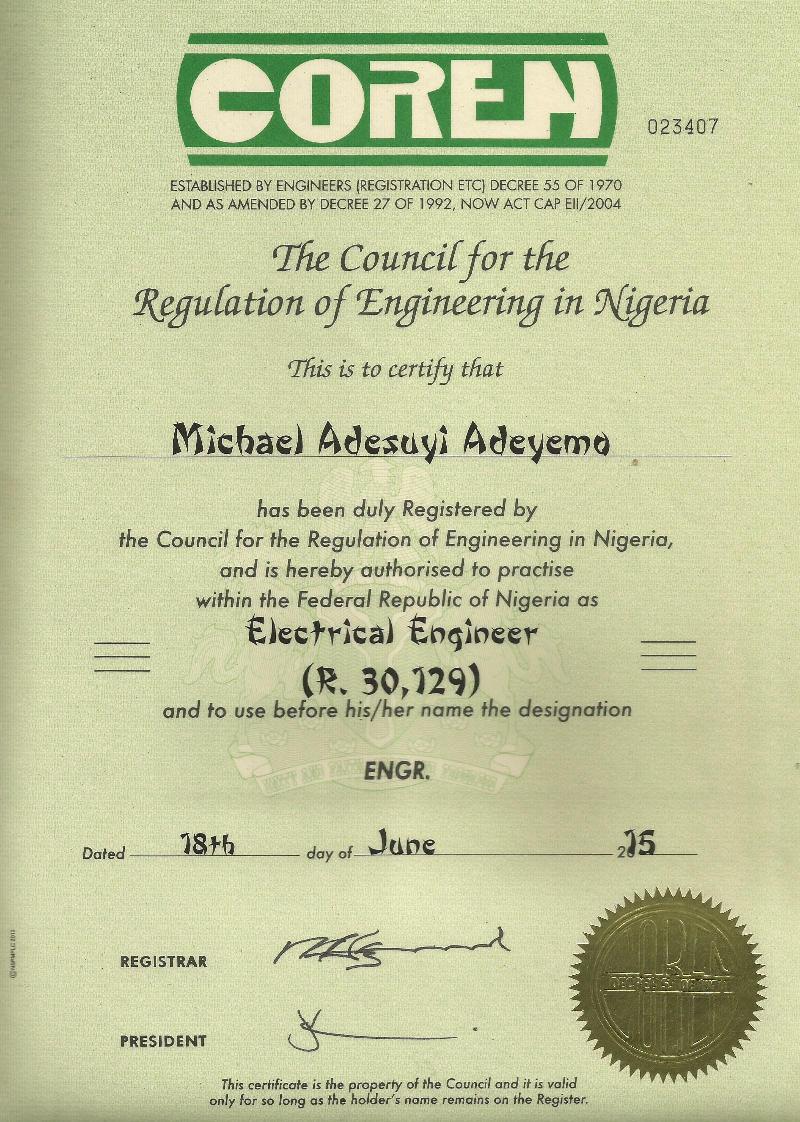 COREN
023407
ESTABLISHED BY ENGINEERS (REGISTRATION ETC) DECREE 55 OF 1970
AND AS AMENDED BY DECREE 27 OF 1992, NOW ACT CAP EII/2004
The Council for the
Regulation of Engineering in Nigeria
This is to certify that
Michael Adesuyi Adeyemo
has been duly Registered by
the Council for the Regulation of Engineering in Nigeria,
and is hereby authorised to practise
within the Federal Republic of Nigeria as
Electrical Engineer
(R. 30,129)
and to use before his/her name the designation
ENGR.
Dated 18th day of June 2015
REGISTRAR
PRESIDENT
This certificate is the property of the Council and it is valid
only for so long as the holder's name remains on the Register.